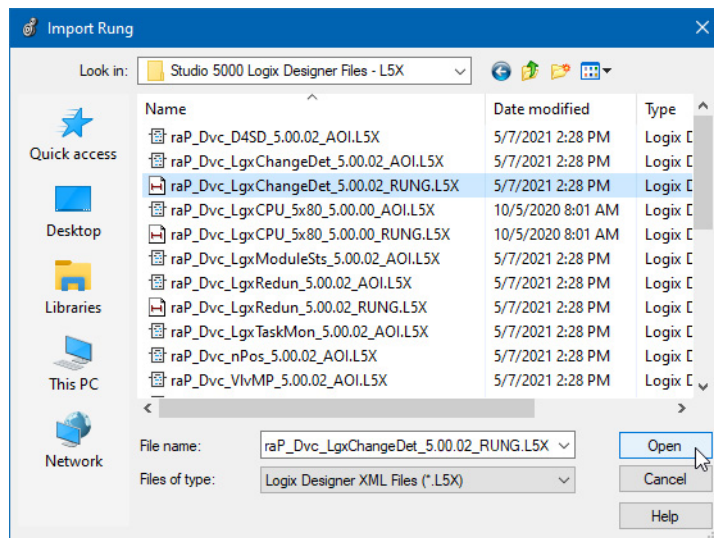 Import Rung
Look in: Studio 5000 Logix Designer Files - L5X
Name Date modified Type
raP_Dvc_D4SD_5.00.02_AOI.L5X 5/7/2021 2:28 PM Logix D
raP_Dvc_LgxChangeDet_5.00.02_AOI.L5X 5/7/2021 2:28 PM Logix D
raP_Dvc_LgxChangeDet_5.00.02_RUNG.L5X 5/7/2021 2:28 PM Logix D
raP_Dvc_LgxCPU_5x80_5.00.00_AOI.L5X 10/5/2020 8:01 AM Logix D
raP_Dvc_LgxCPU_5x80_5.00.00_RUNG.L5X 10/5/2020 8:01 AM Logix D
raP_Dvc_LgxModuleSts_5.00.02_AOI.L5X 5/7/2021 2:28 PM Logix D
raP_Dvc_LgxRedun_5.00.02_AOI.L5X 5/7/2021 2:28 PM Logix D
raP_Dvc_LgxRedun_5.00.02_RUNG.L5X 5/7/2021 2:28 PM Logix D
raP_Dvc_LgxTaskMon_5.00.02_AOI.L5X 5/7/2021 2:28 PM Logix D
raP_Dvc_nPos_5.00.02_AOI.L5X 5/7/2021 2:28 PM Logix D
raP_Dvc_VlvMP_5.00.02_AOI.L5X 5/7/2021 2:28 PM Logix D
Quick access
Desktop
Libraries
This PC
Network
File name: raP_Dvc_LgxChangeDet_5.00.02_RUNG.L5X Open
Files of type: Logix Designer XML Files (*.L5X) Cancel
Help